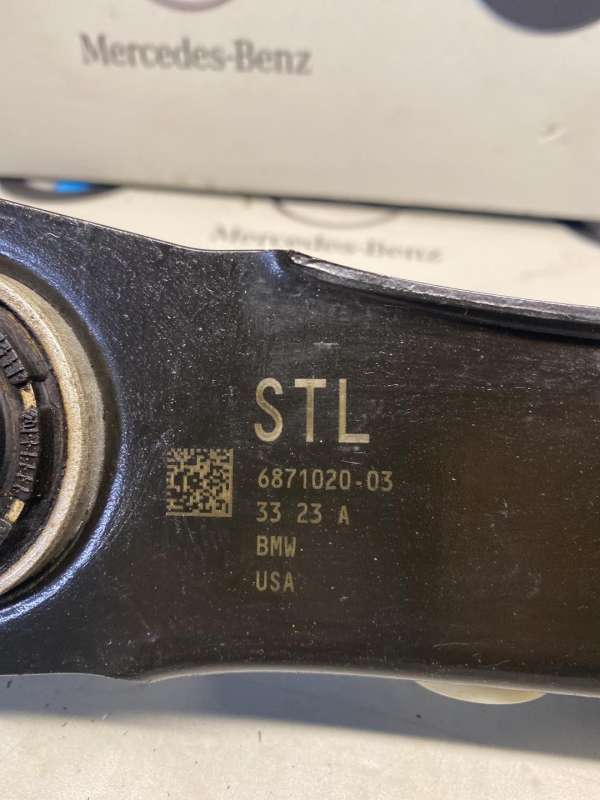 Mercedes-Benz
Mercedes-Benz
STL
6871020-03
33 23 A
BMW
USA